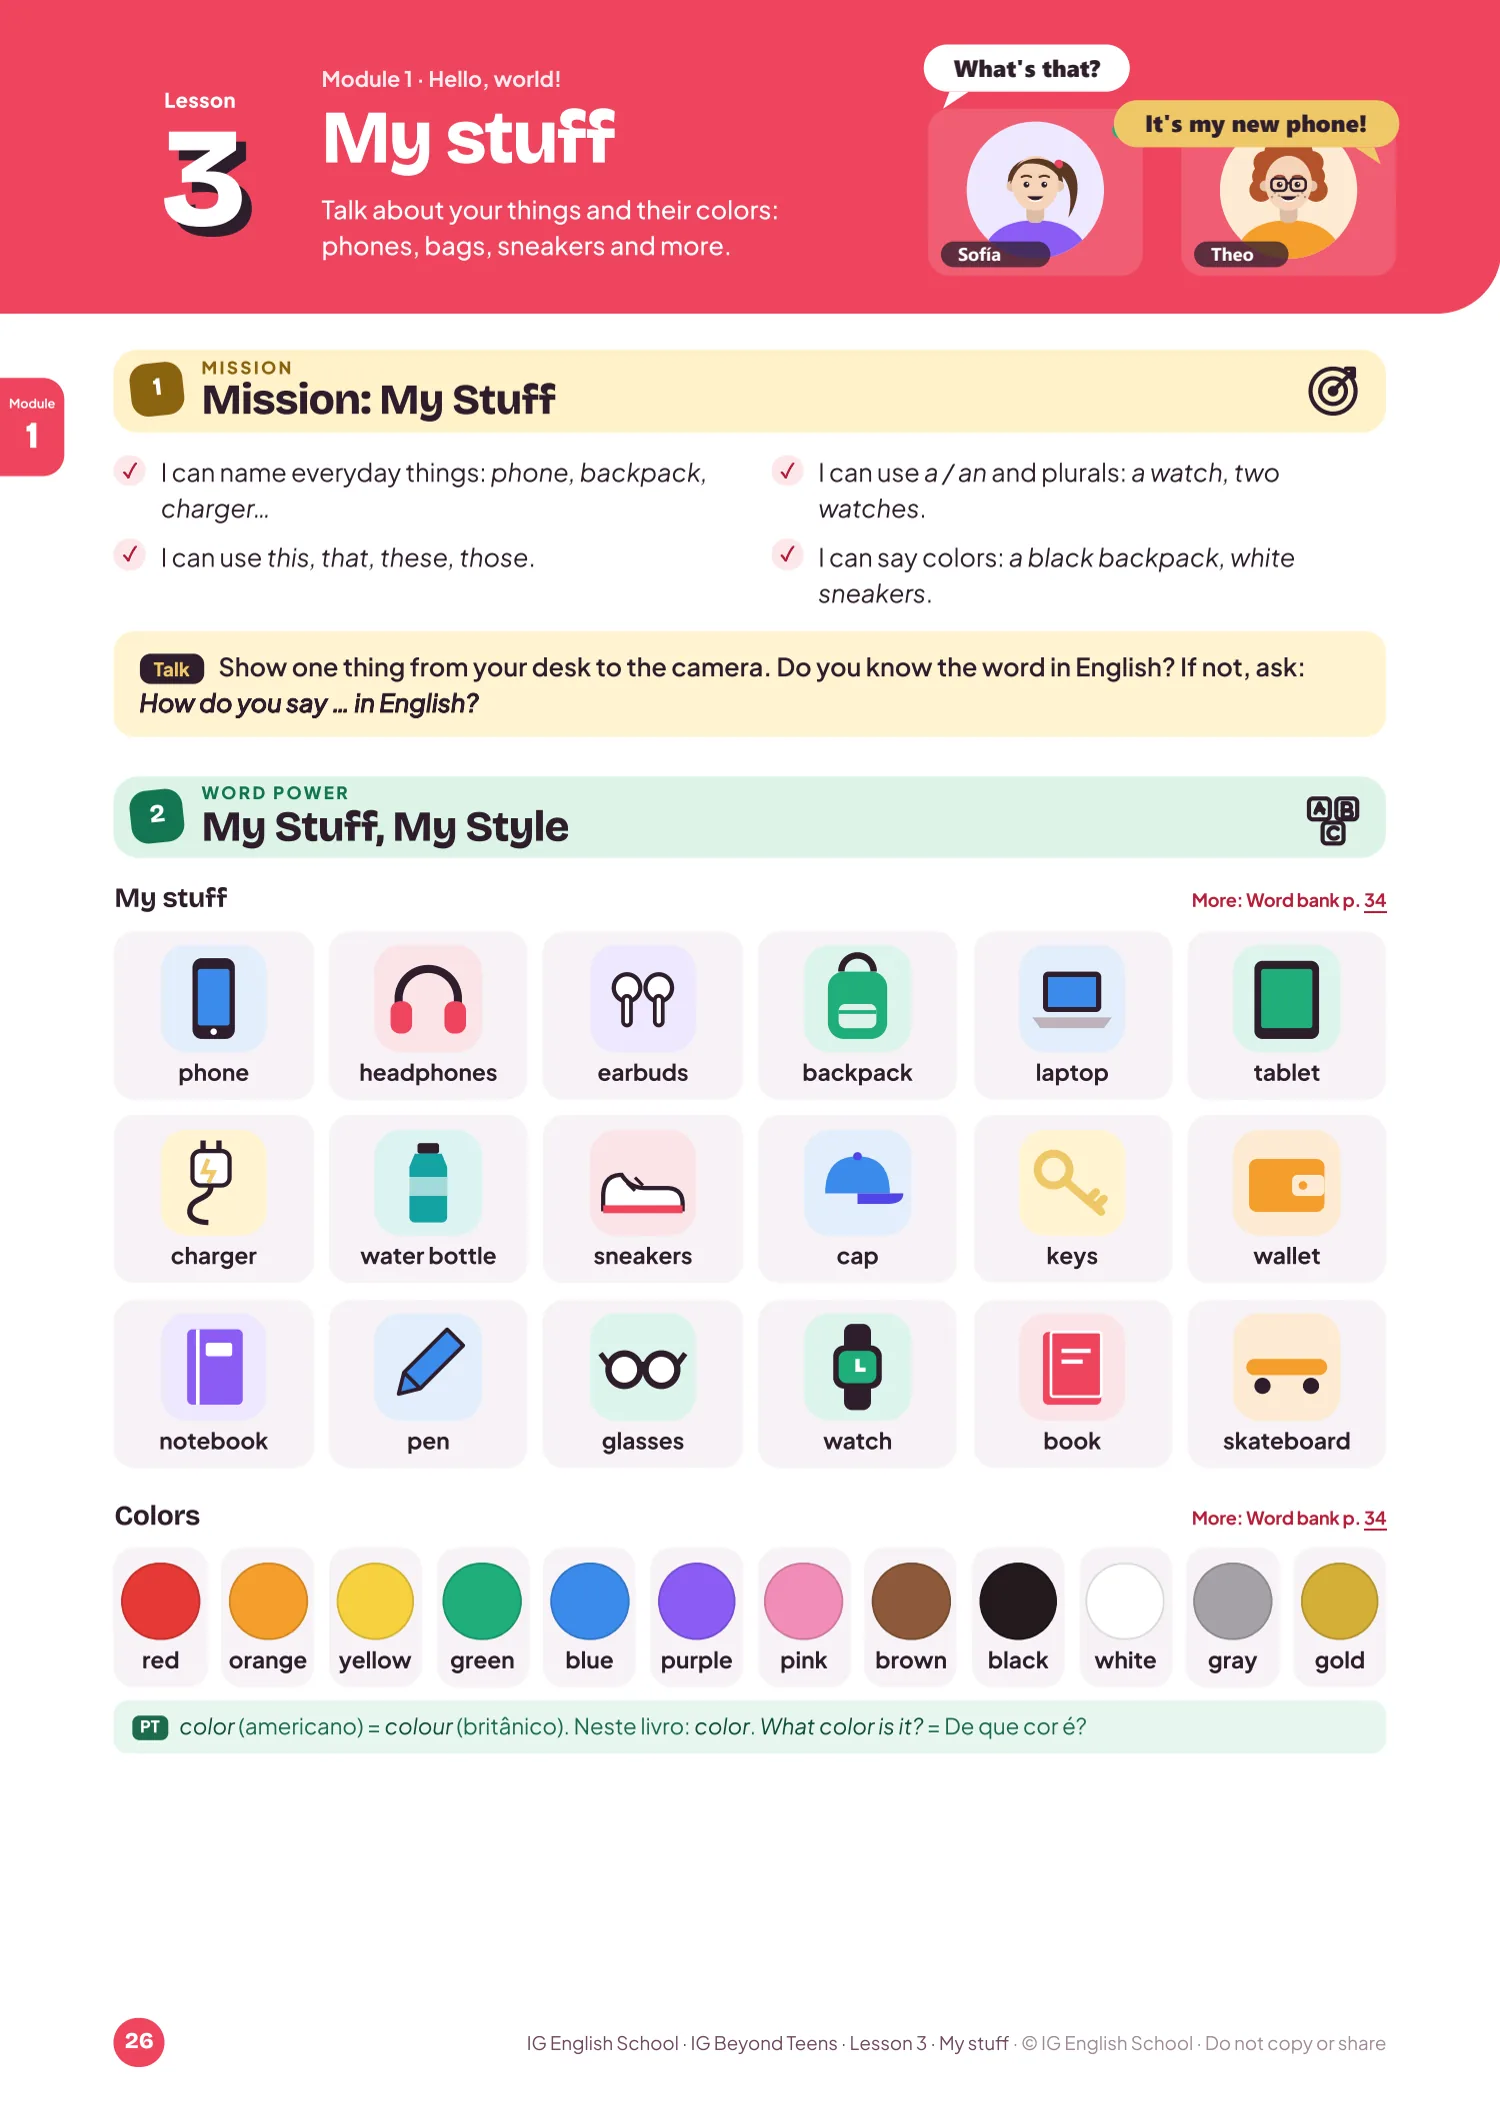 Lesson
3
Module 1 · Hello, world!
My stuff
Talk about your things and their colors:
phones, bags, sneakers and more.
What's that?
It's my new phone!
Sofía
Theo
Module
1
1
MISSION
Mission: My Stuff
✓ I can name everyday things: phone, backpack,
charger...
✓ I can use a / an and plurals: a watch, two
watches.
✓ I can use this, that, these, those.
✓ I can say colors: a black backpack, white
sneakers.
Talk Show one thing from your desk to the camera. Do you know the word in English? If not, ask:
How do you say ... in English?
2
WORD POWER
My Stuff, My Style
A B
C
My stuff
More: Word bank p. 34
phone headphones earbuds backpack laptop tablet
charger water bottle sneakers cap keys wallet
notebook pen glasses watch book skateboard
Colors
More: Word bank p. 34
red orange yellow green blue purple pink brown black white gray gold
PT color (americano) = colour (britânico). Neste livro: color. What color is it? = De que cor é?
26
IG English School · IG Beyond Teens · Lesson 3 · My stuff · © IG English School · Do not copy or share